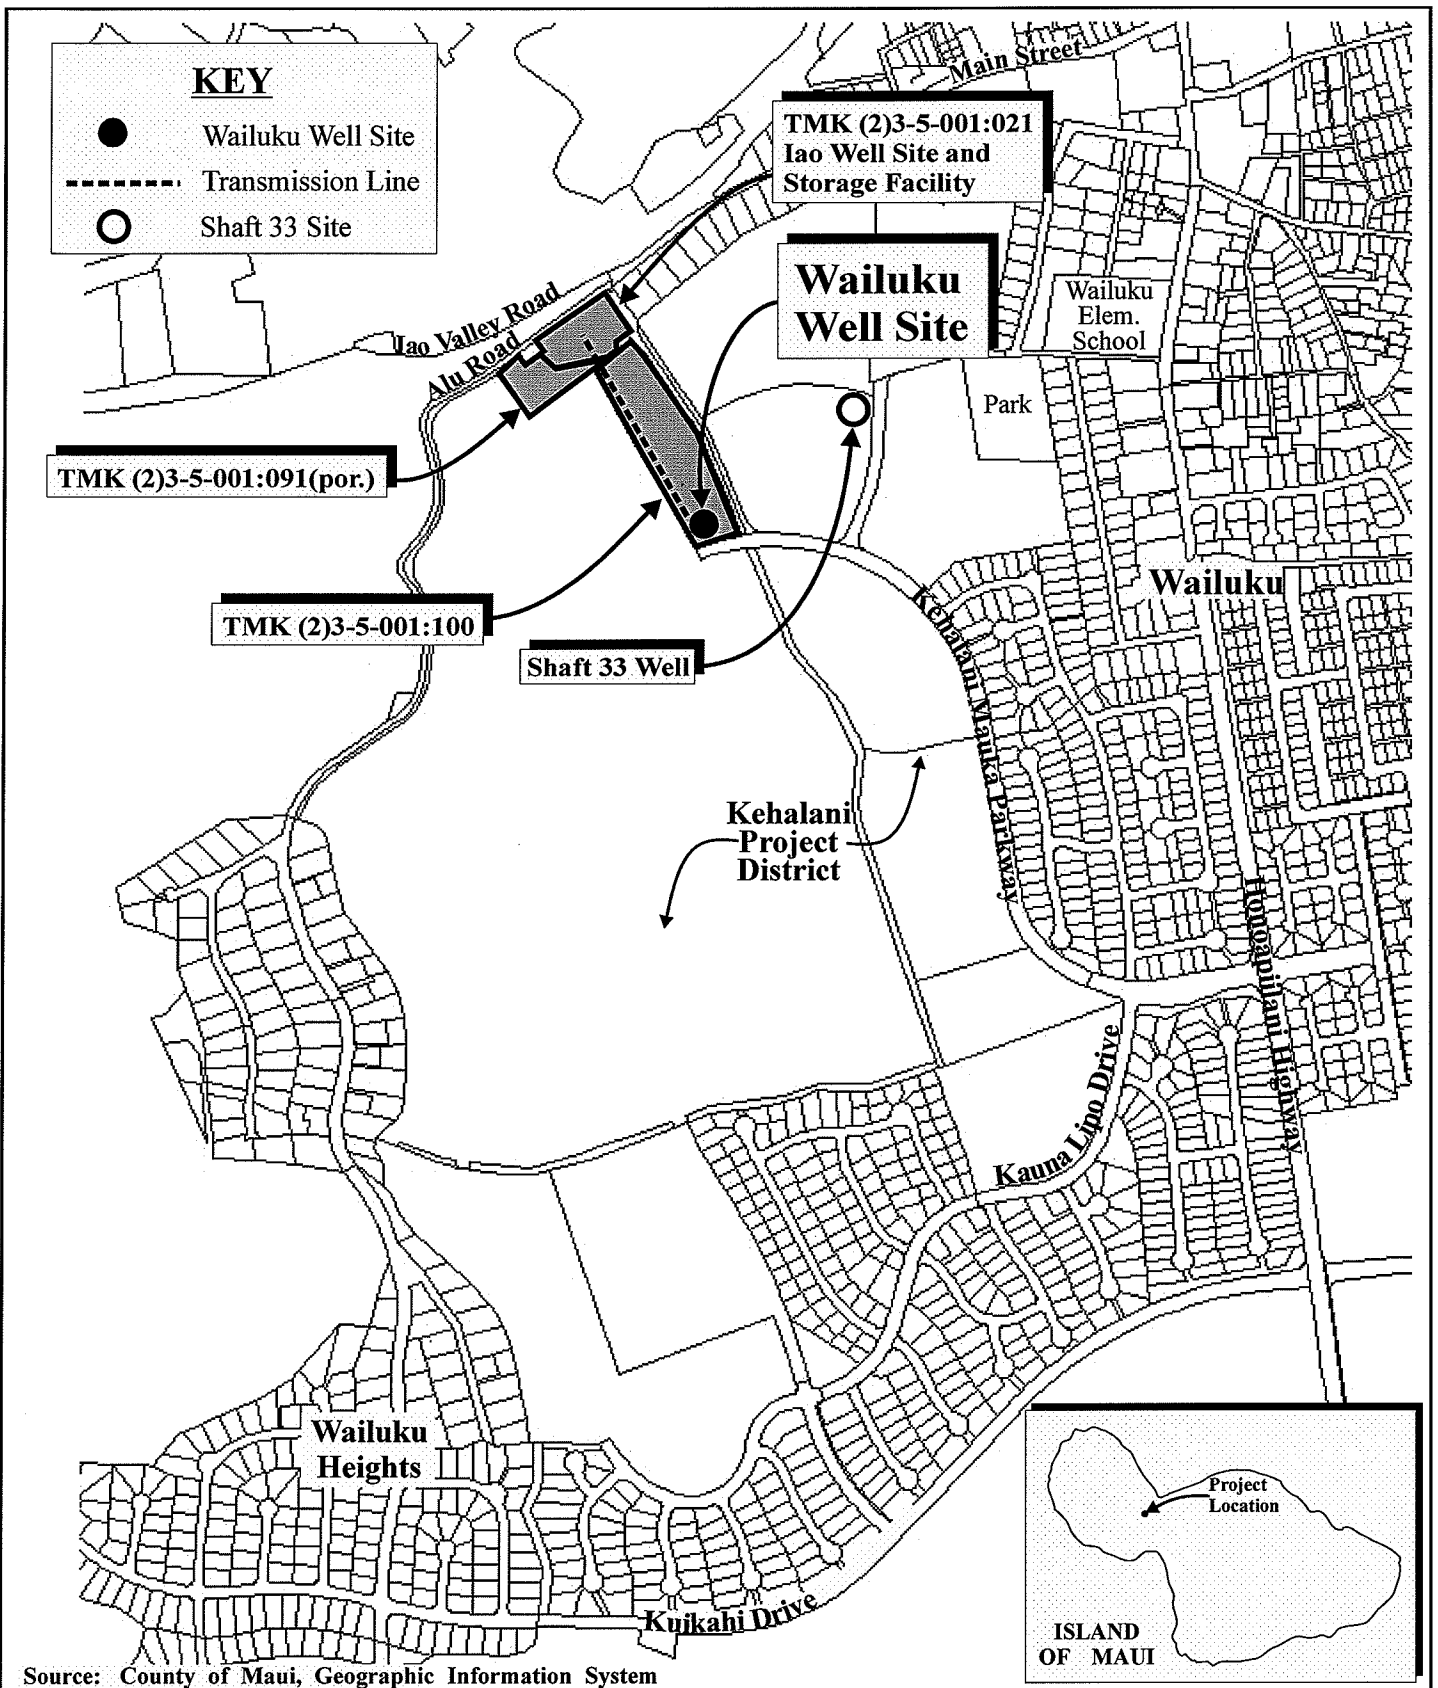 KEY
Wailuku Well Site
Transmission Line
Shaft 33 Site
Main Street
TMK (2)3-5-001:021
Iao Well Site and
Storage Facility
Wailuku
Well Site
Wailuku
Elem.
School
Park
Iao Valley Road
Alu Road
TMK (2)3-5-001:091(por.)
TMK (2)3-5-001:100
Shaft 33 Well
Wailuku
Kehalani Mauka Parkway
Kehalani
Project
District
Honoapiilani Highway
Kauna Lipo Drive
Wailuku
Heights
Kuikahi Drive
Project
Location
ISLAND
OF MAUI
Source: County of Maui, Geographic Information System